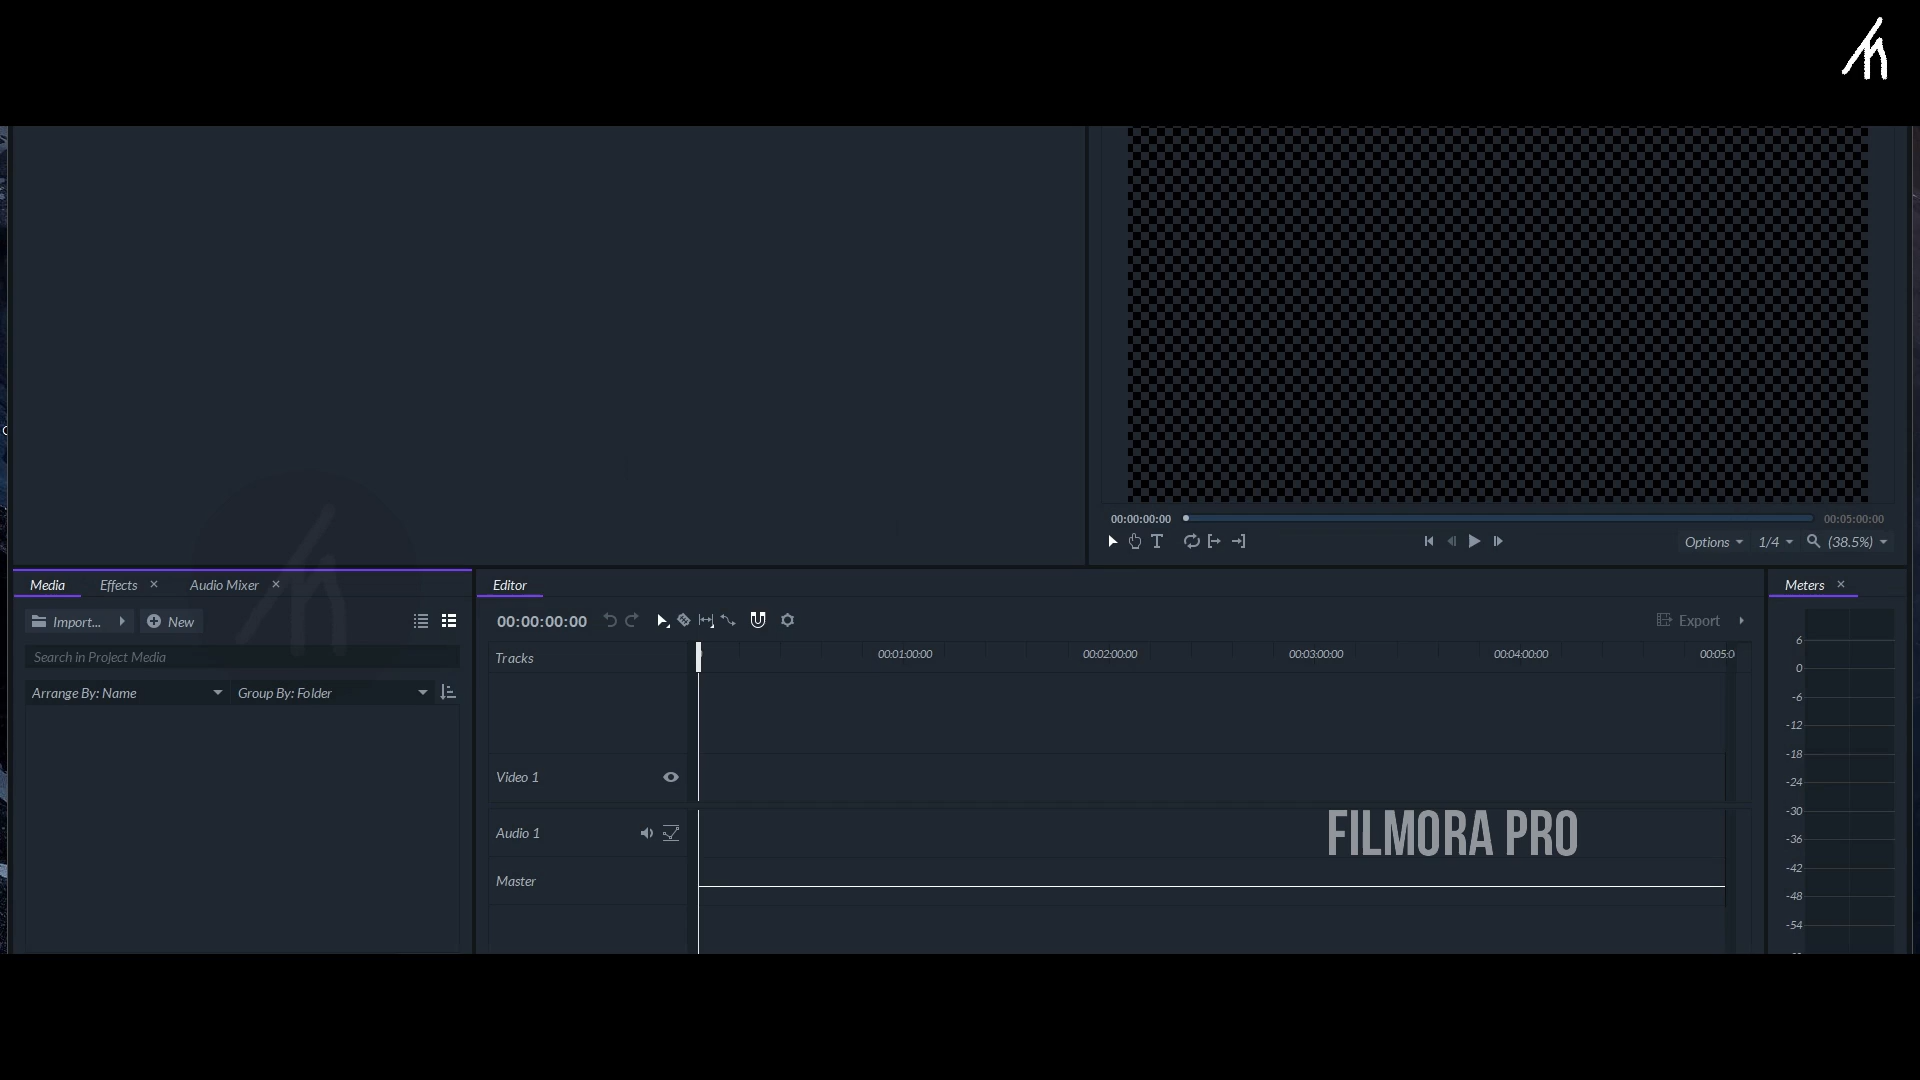 00:00:00:00
00:05:00:00
Options
1/4
(38.5%)
Media
Effects
Audio Mixer
Editor
Meters
Import...
New
00:00:00:00
Export
Search in Project Media
Tracks
00:01:00:00
00:02:00:00
00:03:00:00
00:04:00:00
00:05:0
Arrange By: Name
Group By: Folder
Video 1
Audio 1
Master
FILMORA PRO
6
0
-6
-12
-18
-24
-30
-36
-42
-48
-54